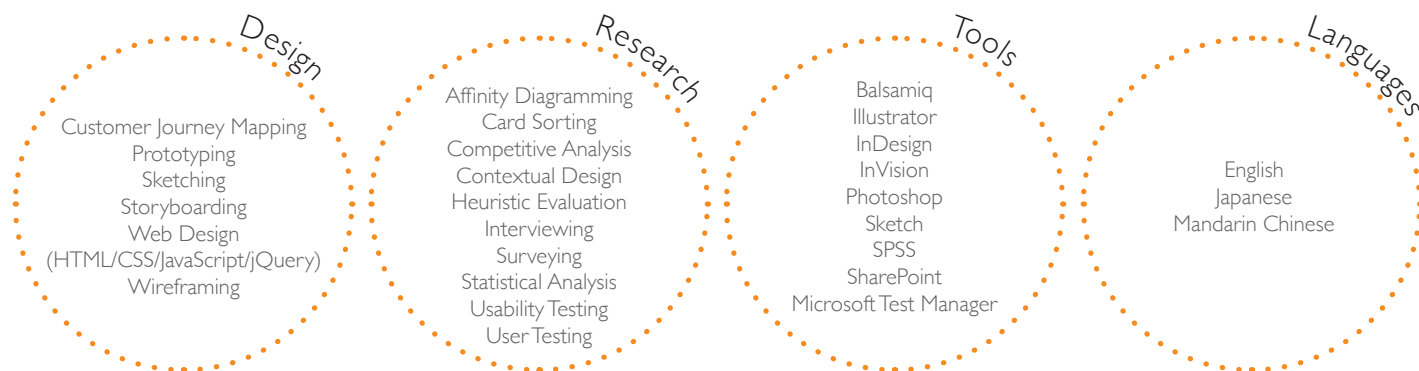 Design
Customer Journey Mapping
Prototyping
Sketching
Storyboarding
Web Design
(HTML/CSS/JavaScript/jQuery)
Wireframing
Research
Affinity Diagramming
Card Sorting
Competitive Analysis
Contextual Design
Heuristic Evaluation
Interviewing
Surveying
Statistical Analysis
Usability Testing
User Testing
Tools
Balsamiq
Illustrator
InDesign
InVision
Photoshop
Sketch
SPSS
SharePoint
Microsoft Test Manager
Languages
English
Japanese
Mandarin Chinese